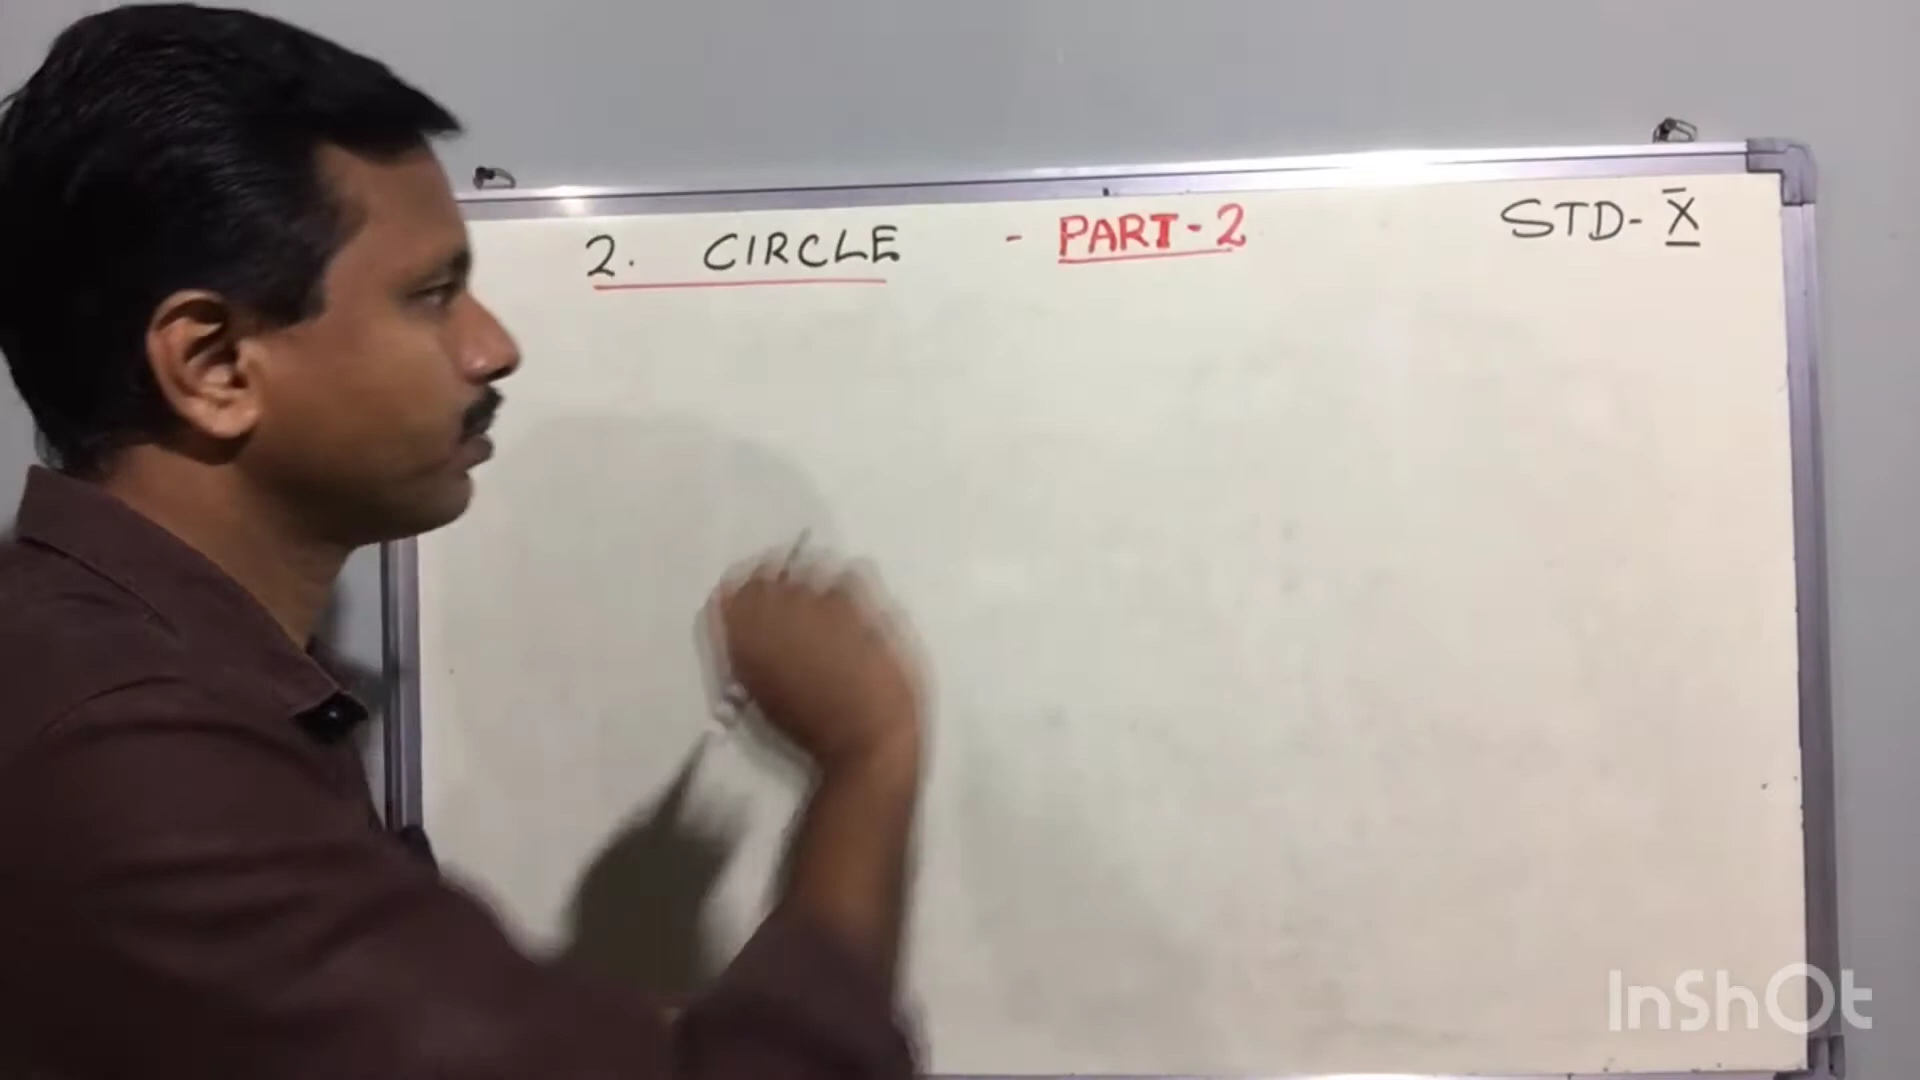 2. CIRCLE - PART-2
STD- X
InShOt